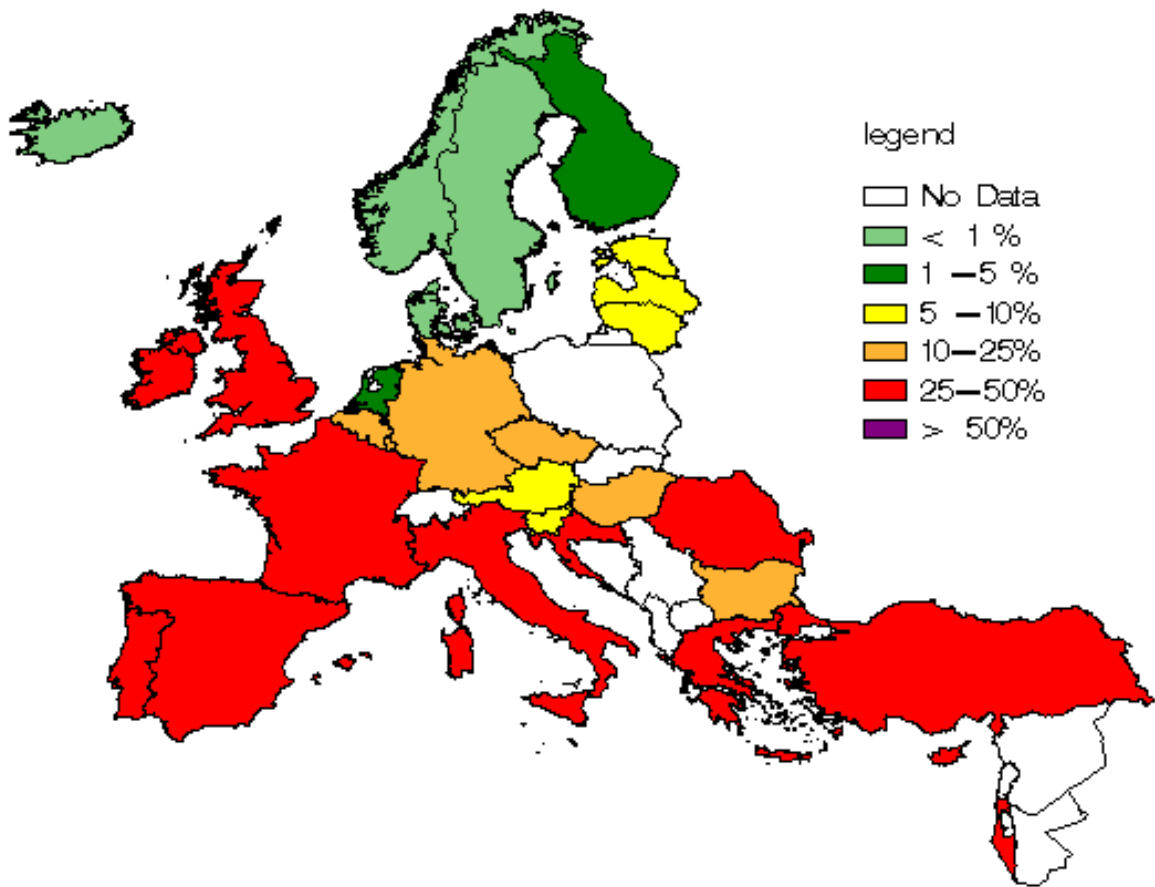 legend
No Data
< 1 %
1 –5 %
5 –10%
10–25%
25–50%
> 50%